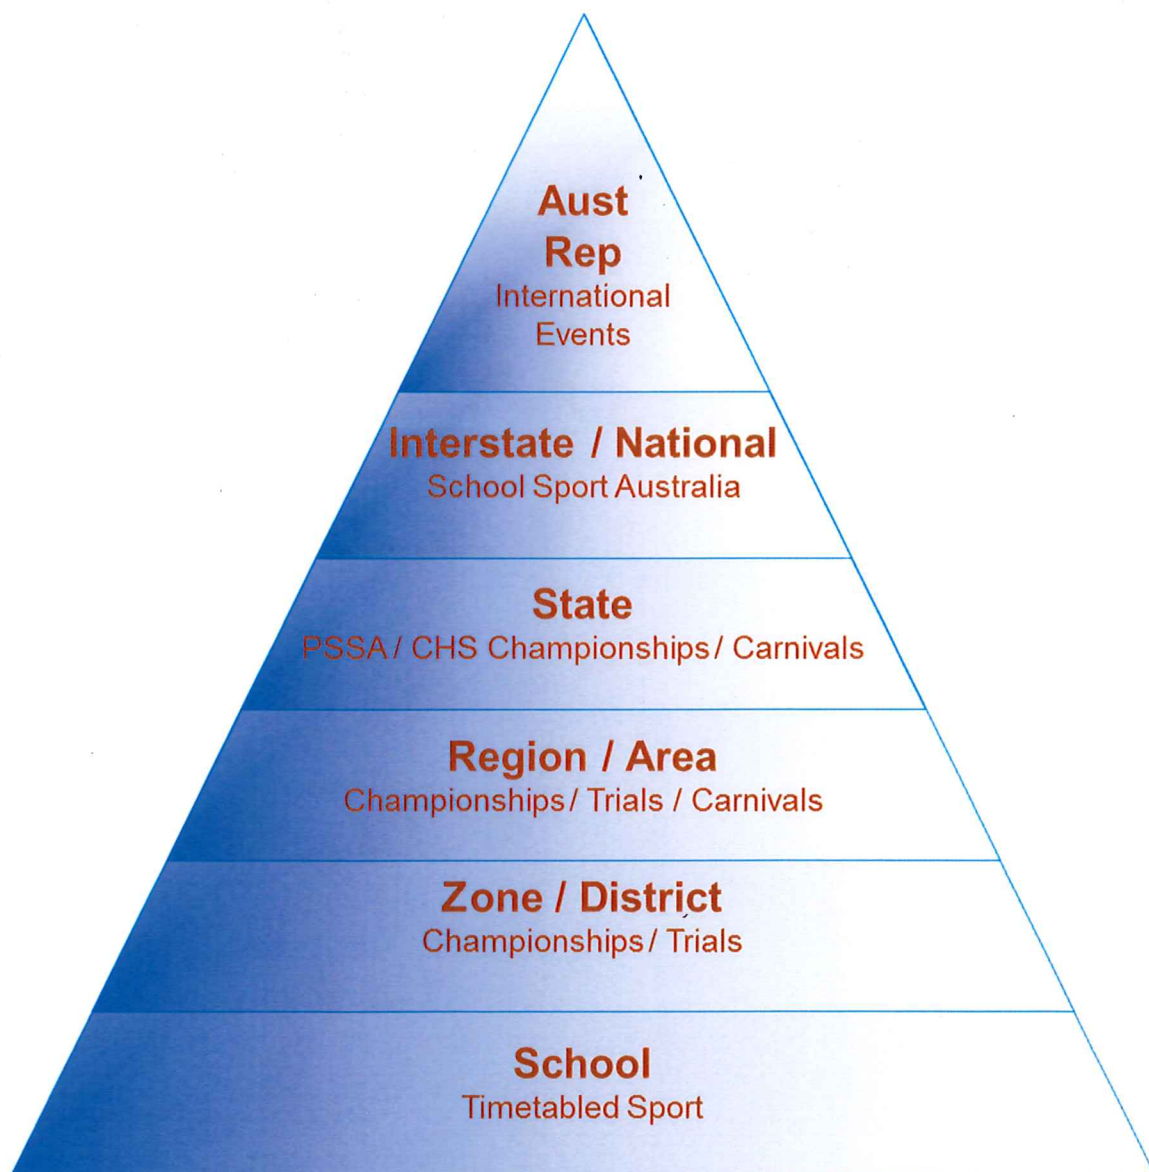 Aust
Rep
International
Events
Interstate / National
School Sport Australia
State
PSSA / CHS Championships / Carnivals
Region / Area
Championships / Trials / Carnivals
Zone / District
Championships / Trials
School
Timetabled Sport